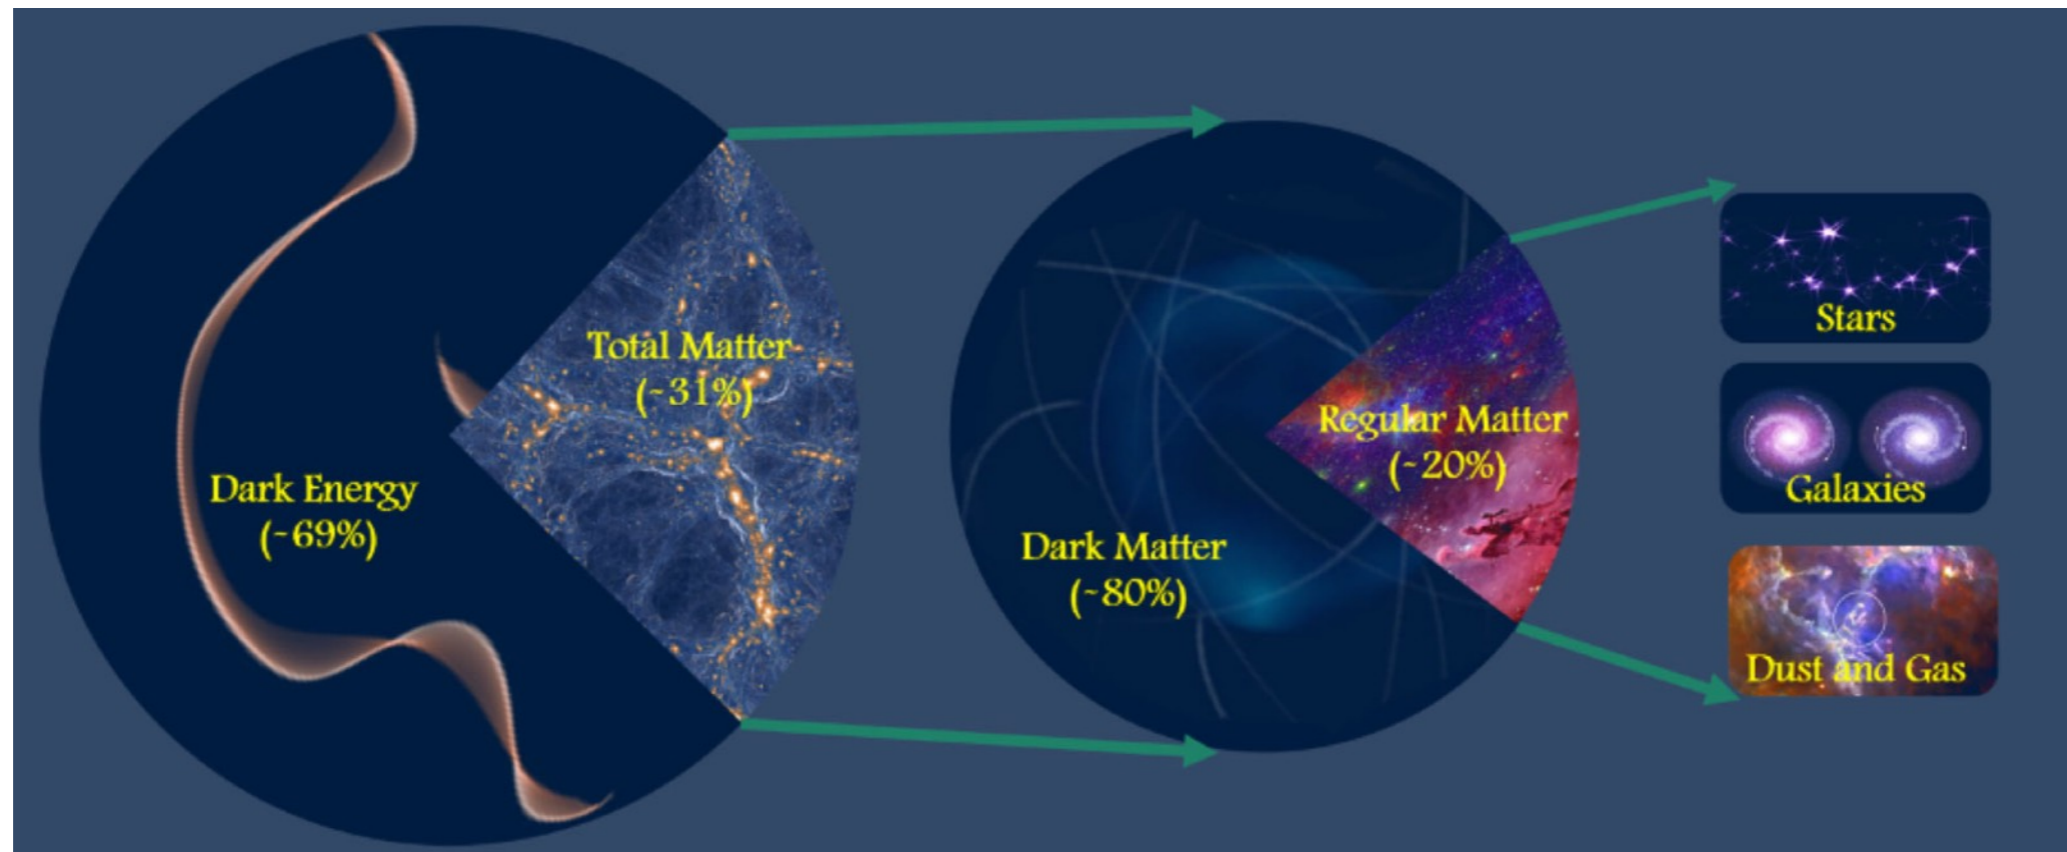 Dark Energy
(~69%)
Total Matter
(~31%)
Dark Matter
(~80%)
Regular Matter
(~20%)
Stars
Galaxies
Dust and Gas